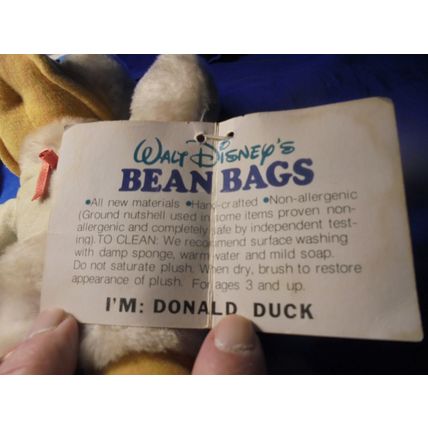 WALT DISNEY'S
BEAN BAGS
•All new materials •Hand-crafted •Non-allergenic
(Ground nutshell used in some items proven non-
allergenic and completely safe by independent test-
ing). TO CLEAN: We recommend surface washing
with damp sponge, warm water and mild soap.
Do not saturate plush. When dry, brush to restore
appearance of plush. For ages 3 and up.
I'M: DONALD DUCK